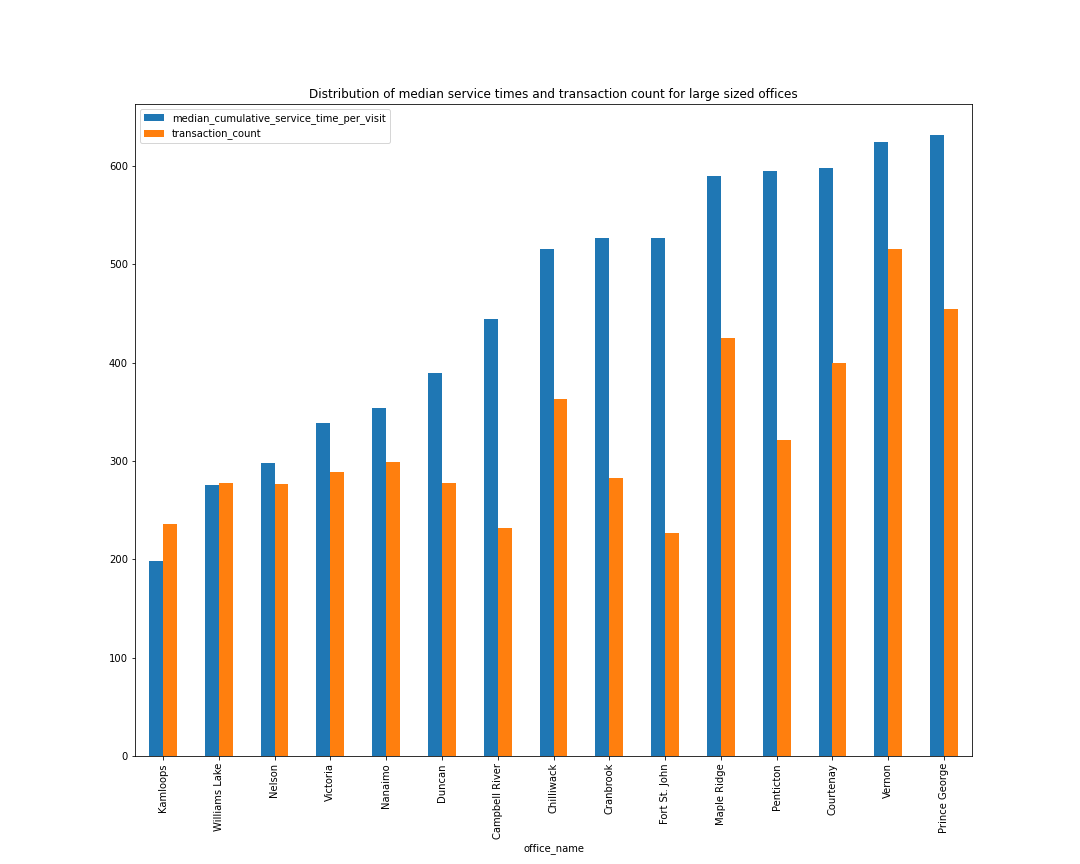 Distribution of median service times and transaction count for large sized offices
median_cumulative_service_time_per_visit
transaction_count
600
500
400
300
200
100
0
Kamloops
Williams Lake
Nelson
Victoria
Nanaimo
Duncan
Campbell River
Chilliwack
Cranbrook
Fort St. John
Maple Ridge
Penticton
Courtenay
Vernon
Prince George
office_name